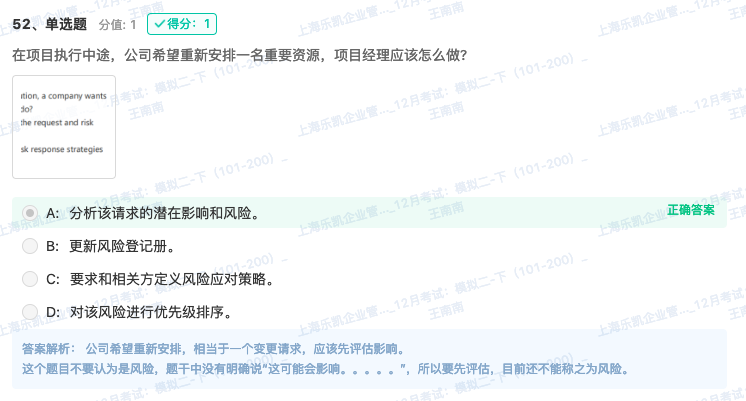 52、单选题 分值: 1 得分：1
在项目执行中途，公司希望重新安排一名重要资源，项目经理应该怎么做?
ıtion, a company wants
do?
the request and risk
sk response strategies
A: 分析该请求的潜在影响和风险。 正确答案
B: 更新风险登记册。
C: 要求和相关方定义风险应对策略。
D: 对该风险进行优先级排序。
答案解析： 公司希望重新安排，相当于一个变更请求，应该先评估影响。
这个题目不要认为是风险，题干中没有明确说“这可能会影响。。。。。”，所以要先评估，目前还不能称之为风险。
上海乐凯企业管..._12月考试：模拟二-下（101-200）_
王南南